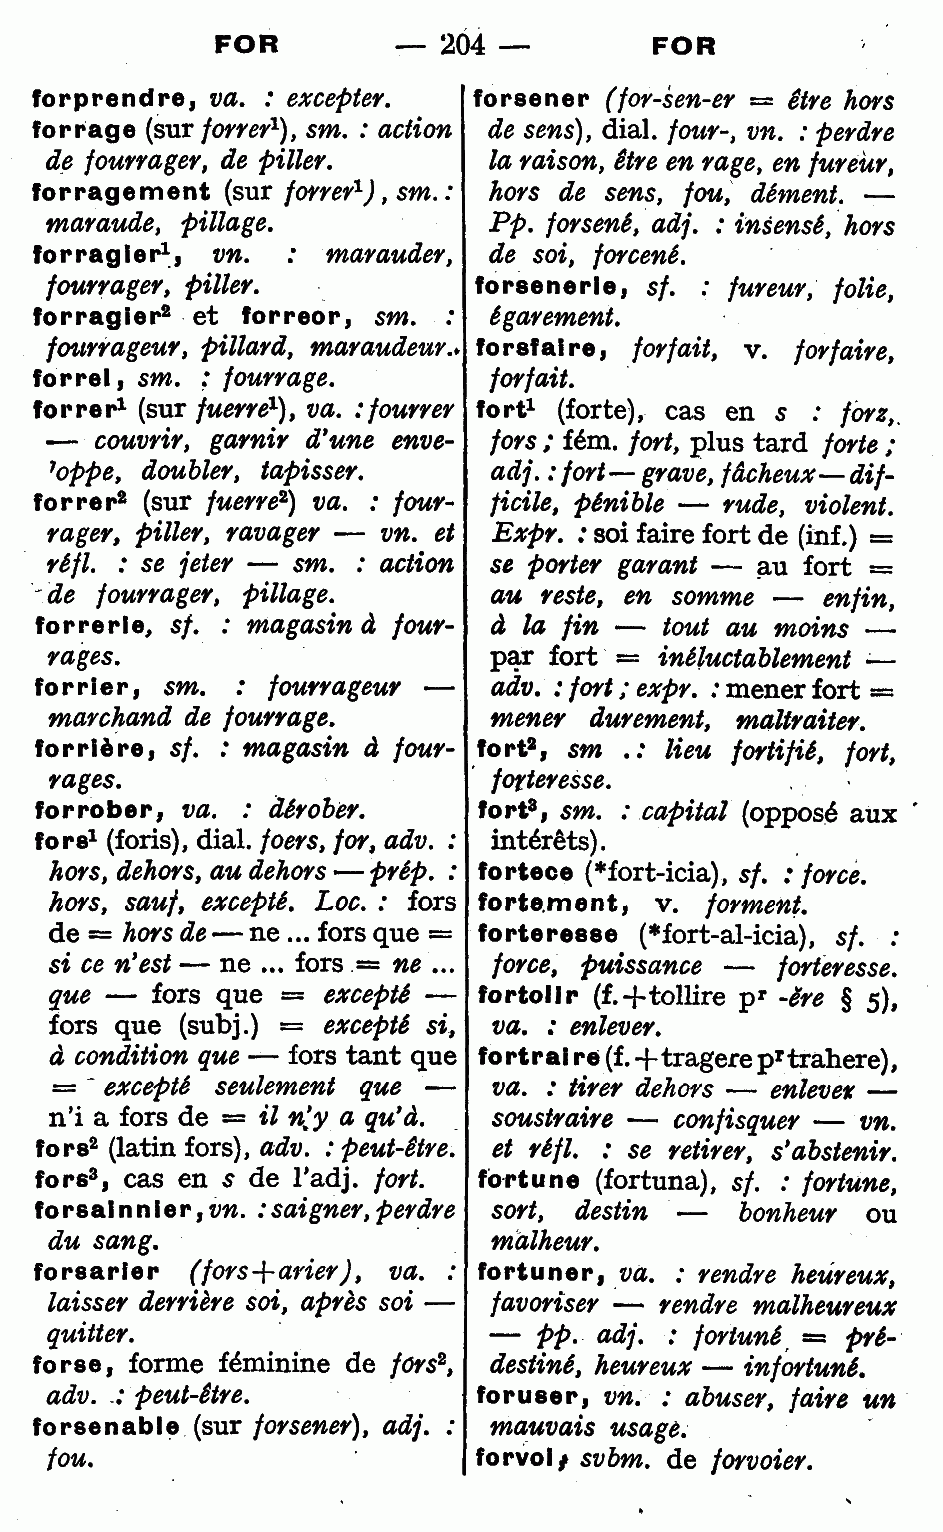 FOR — 204 — FOR
forprendre, va. : excepter.
forrage (sur forrer¹), sm. : action
de fourrager, de piller.
forragement (sur forrer¹), sm. :
maraude, pillage.
forragier¹, vn. : marauder,
fourrager, piller.
forragier² et forreor, sm. :
fourrageur, pillard, maraudeur.
forrel, sm. : fourrage.
forrer¹ (sur fuerre¹), va. : fourrer
— couvrir, garnir d'une enve-
'oppe, doubler, tapisser.
forrer² (sur fuerre²) va. : four-
rager, piller, ravager — vn. et
réfl. : se jeter — sm. : action
de fourrager, pillage.
forrerie, sf. : magasin à four-
rages.
forrier, sm. : fourrageur —
marchand de fourrage.
forrière, sf. : magasin à four-
rages.
forrober, va. : dérober.
fors¹ (foris), dial. foers, for, adv. :
hors, dehors, au dehors — prép. :
hors, sauf, excepté. Loc. : fors
de = hors de — ne ... fors que =
si ce n'est — ne ... fors = ne ...
que — fors que = excepté —
fors que (subj.) = excepté si,
à condition que — fors tant que
= excepté seulement que —
n'i a fors de = il n'y a qu'à.
fors² (latin fors), adv. : peut-être.
fors³, cas en s de l'adj. fort.
forsainnier, vn. : saigner, perdre
du sang.
forsarier (fors+arier), va. :
laisser derrière soi, après soi —
quitter.
forse, forme féminine de fors²,
adv. : peut-être.
forsenable (sur forsener), adj. :
fou.
forsener (for-sen-er = être hors
de sens), dial. four-, vn. : perdre
la raison, être en rage, en fureur,
hors de sens, fou, dément. —
Pp. forsené, adj. : insensé, hors
de soi, forcené.
forsenerie, sf. : fureur, folie,
égarement.
forsfaire, forfait, v. forfaire,
forfait.
fort¹ (forte), cas en s : forz,
fors ; fém. fort, plus tard forte ;
adj. : fort — grave, fâcheux — dif-
ficile, pénible — rude, violent.
Expr. : soi faire fort de (inf.) =
se porter garant — au fort =
au reste, en somme — enfin,
à la fin — tout au moins —
par fort = inéluctablement —
adv. : fort ; expr. : mener fort =
mener durement, maltraiter.
fort², sm . : lieu fortifié, fort,
forteresse.
fort³, sm. : capital (opposé aux
intérêts).
fortece (*fort-icia), sf. : force.
fortement, v. forment.
forteresse (*fort-al-icia), sf. :
force, puissance — forteresse.
fortolir (f.+tollire pʳ -ĕre § 5),
va. : enlever.
fortraire (f.+tragere pʳ trahere),
va. : tirer dehors — enlever —
soustraire — confisquer — vn.
et réfl. : se retirer, s'abstenir.
fortune (fortuna), sf. : fortune,
sort, destin — bonheur ou
malheur.
fortuner, va. : rendre heureux,
favoriser — rendre malheureux
— pp. adj. : fortuné = pré-
destiné, heureux — infortuné.
foruser, vn. : abuser, faire un
mauvais usage.
forvoi, svbm. de forvoier.